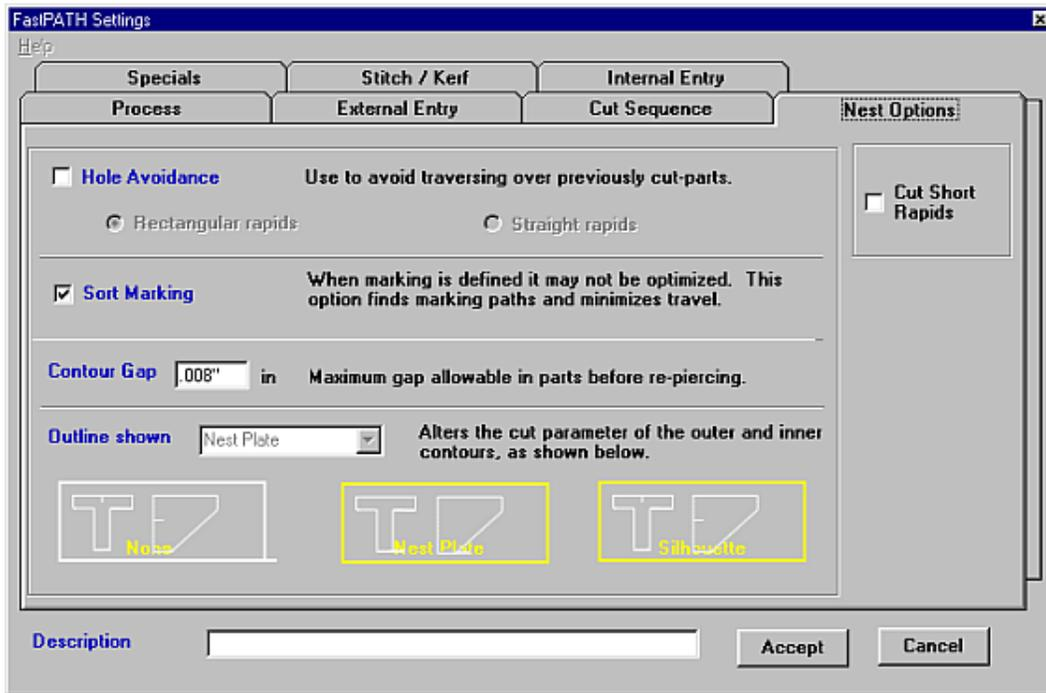 FastPATH Settings
Help
Specials
Stitch / Kerf
Internal Entry
Process
External Entry
Cut Sequence
Nest Options
Hole Avoidance
Use to avoid traversing over previously cut-parts.
Rectangular rapids
Straight rapids
Cut Short
Rapids
Sort Marking
When marking is defined it may not be optimized. This
option finds marking paths and minimizes travel.
Contour Gap
.008"
in
Maximum gap allowable in parts before re-piercing.
Outline shown
Nest Plate
Alters the cut parameter of the outer and inner
contours, as shown below.
None
Nest Plate
Silhouette
Description
Accept
Cancel